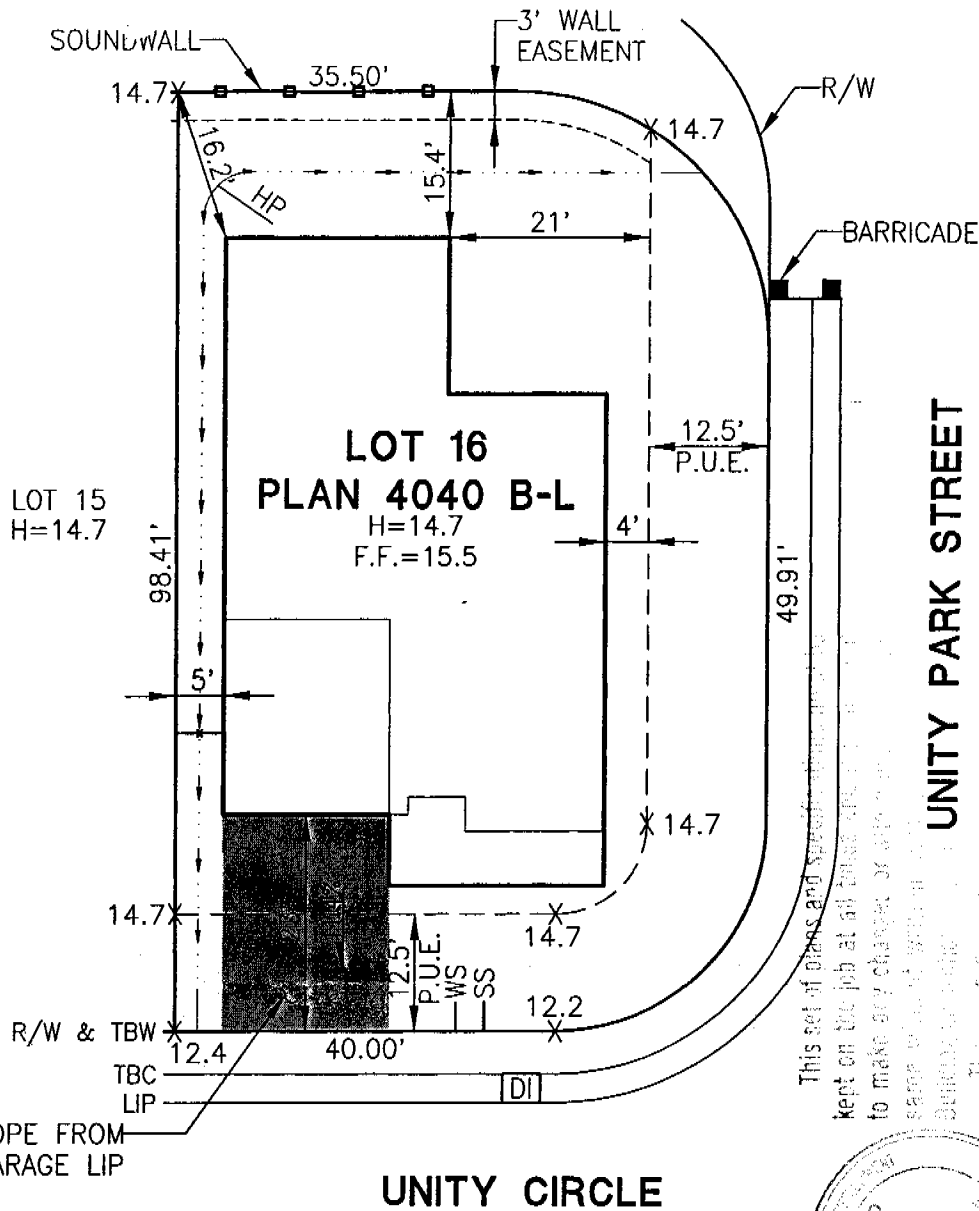 SOUNDWALL
3' WALL
EASEMENT
35.50'
14.7
R/W
14.7
16.2'
HP
15.4'
21'
BARRICADE
LOT 16
PLAN 4040 B-L
H=14.7
F.F.=15.5
12.5'
P.U.E.
LOT 15
H=14.7
4'
98.41'
49.91'
UNITY PARK STREET
5'
14.7
14.7
14.7
12.5'
P.U.E.
WS
SS
12.2
R/W & TBW
12.4
40.00'
TBC
LIP
DI
OPE FROM
ARAGE LIP
This set of plans and
kept on the job at all
to make any changes or
same
UNITY CIRCLE